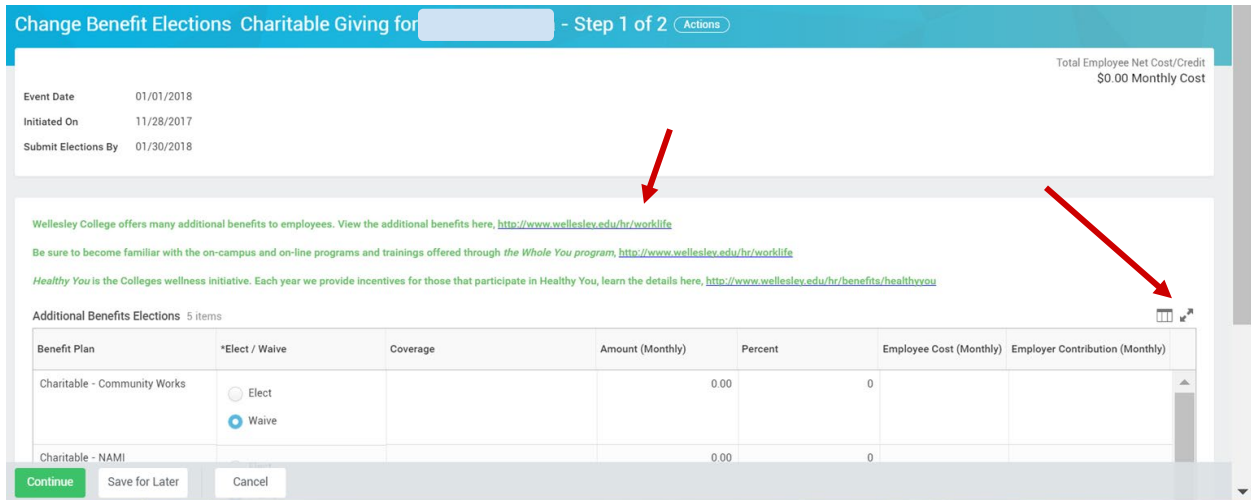 Change Benefit Elections Charitable Giving for - Step 1 of 2 Actions
Total Employee Net Cost/Credit
$0.00 Monthly Cost
Event Date 01/01/2018
Initiated On 11/28/2017
Submit Elections By 01/30/2018
Wellesley College offers many additional benefits to employees. View the additional benefits here, http://www.wellesley.edu/hr/worklife
Be sure to become familiar with the on-campus and on-line programs and trainings offered through the Whole You program, http://www.wellesley.edu/hr/worklife
Healthy You is the Colleges wellness initiative. Each year we provide incentives for those that participate in Healthy You, learn the details here, http://www.wellesley.edu/hr/benefits/healthyyou
Additional Benefits Elections 5 items
Benefit Plan *Elect / Waive Coverage Amount (Monthly) Percent Employee Cost (Monthly) Employer Contribution (Monthly)
Charitable - Community Works 0.00 0
Elect
Waive
Charitable - NAMI 0.00 0
Continue Save for Later Cancel